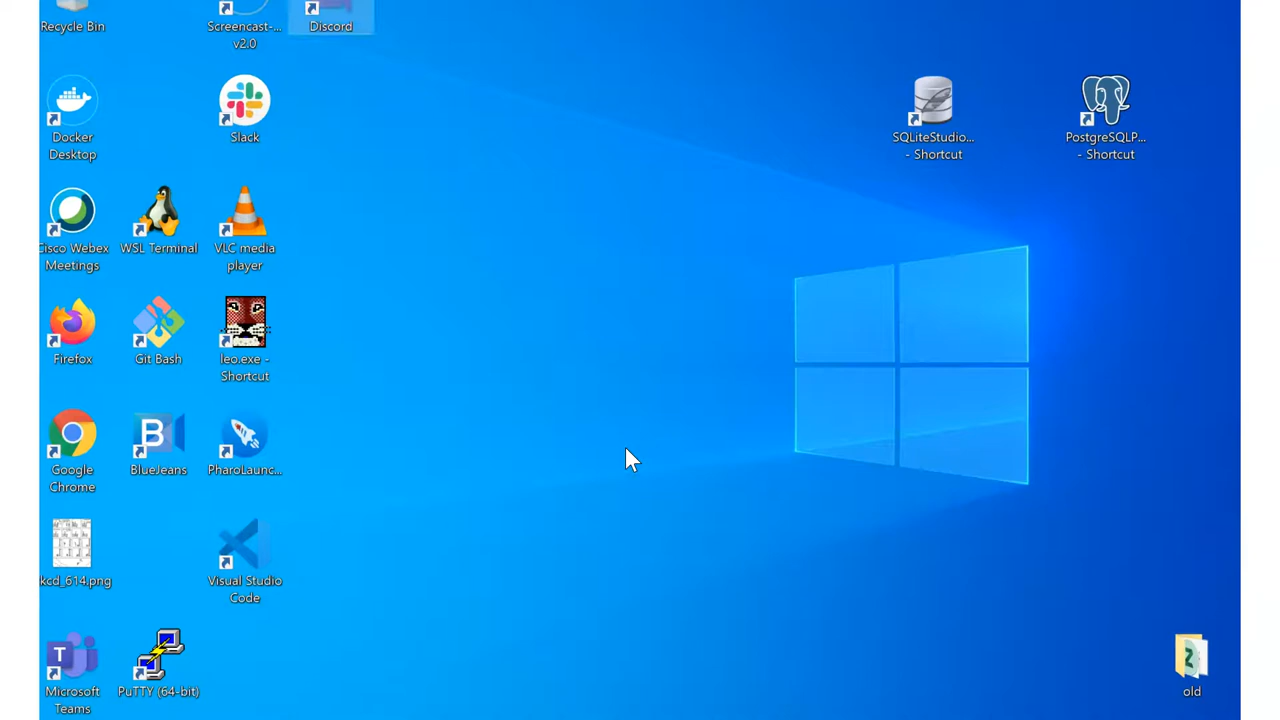 Recycle Bin
Screencast-...
v2.0
Discord
Docker
Desktop
Slack
SQLiteStudio...
- Shortcut
PostgreSQLP...
- Shortcut
Cisco Webex
Meetings
WSL Terminal
VLC media
player
Firefox
Git Bash
leo.exe -
Shortcut
Google
Chrome
B
BlueJeans
PharoLaunc...
kcd_614.png
Visual Studio
Code
T
Microsoft
Teams
PuTTY (64-bit)
old